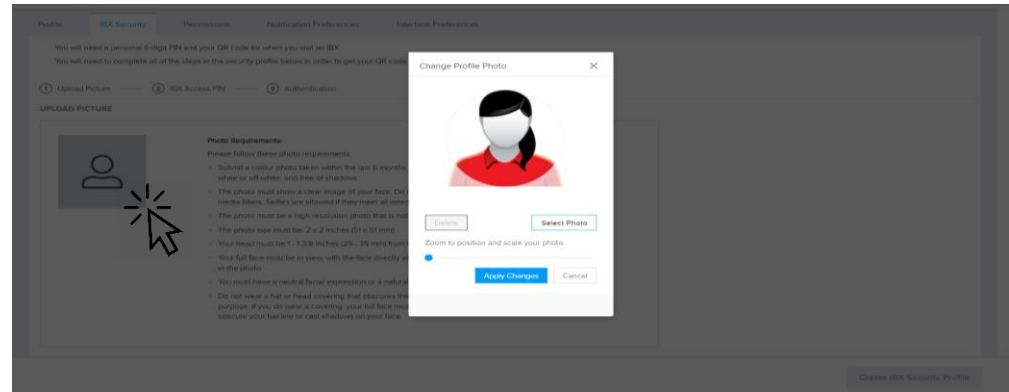 Profile
IBX Security
Permissions
Notification Preferences
Interface Preferences
You will need a personal 6-digit PIN and your QR code for when you visit an IBX.
You will need to complete all of the steps in the security profile below in order to get your QR code
1 Upload Picture
2 IBX Access PIN
3 Authentication
UPLOAD PICTURE
Photo Requirements:
Please follow these photo requirements
Submit a colour photo taken within the last 6 months,
white or off-white, and free of shadows
The photo must show a clear image of your face. Do
media filters. Selfies are allowed if they meet all
The photo must be a high resolution photo that is not
The photo size must be: 2 x 2 inches (51 x 51 mm)
Your head must be 1 - 1 3/8 inches (25 - 35 mm) from
Your full face must be in view, with the face directly
in the photo
You must have a neutral facial expression or a natural
Do not wear a hat or head covering that obscures the
purpose. If you do wear a covering, your full face must
obscure your hairline or cast shadows on your face.
Change Profile Photo
Delete
Select Photo
Zoom to position and scale your photo
Apply Changes
Cancel
Create IBX Security Profile